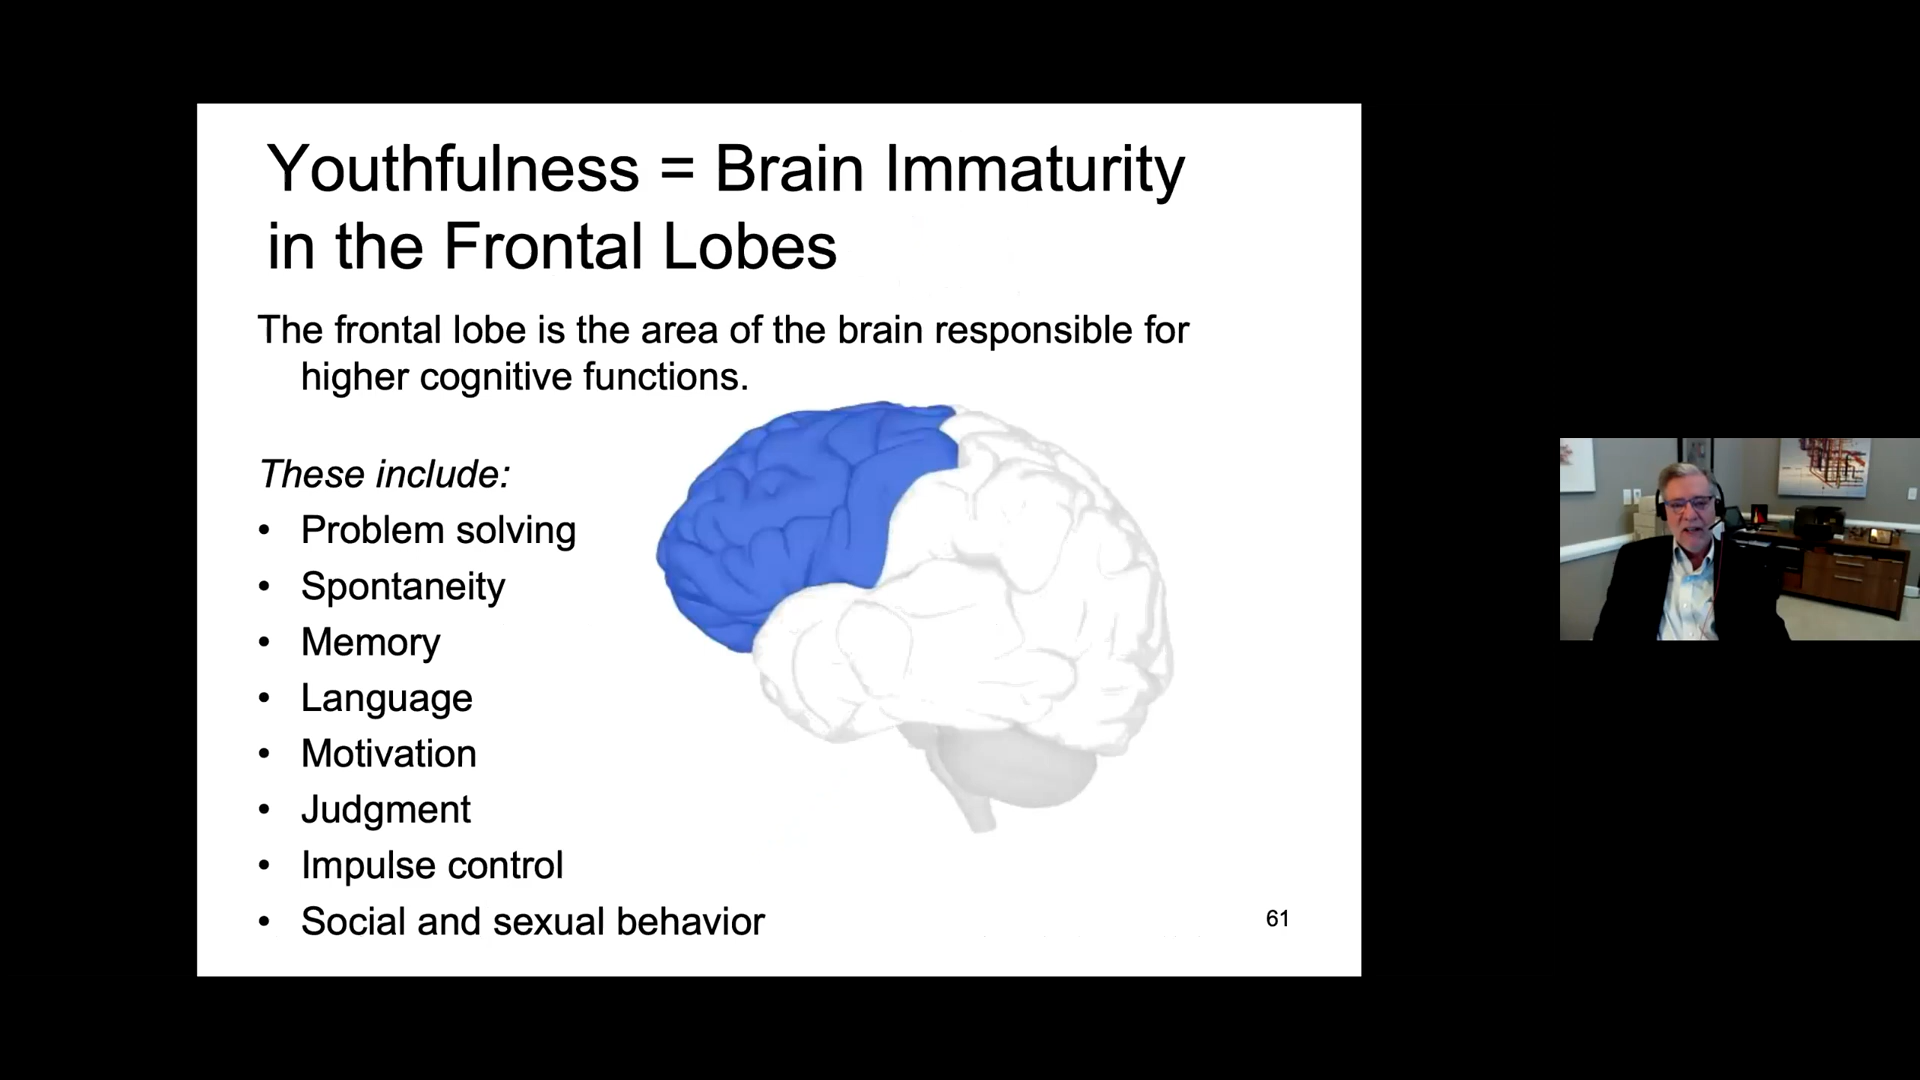 Youthfulness = Brain Immaturity
in the Frontal Lobes
The frontal lobe is the area of the brain responsible for
higher cognitive functions.
These include:
• Problem solving
• Spontaneity
• Memory
• Language
• Motivation
• Judgment
• Impulse control
• Social and sexual behavior
61